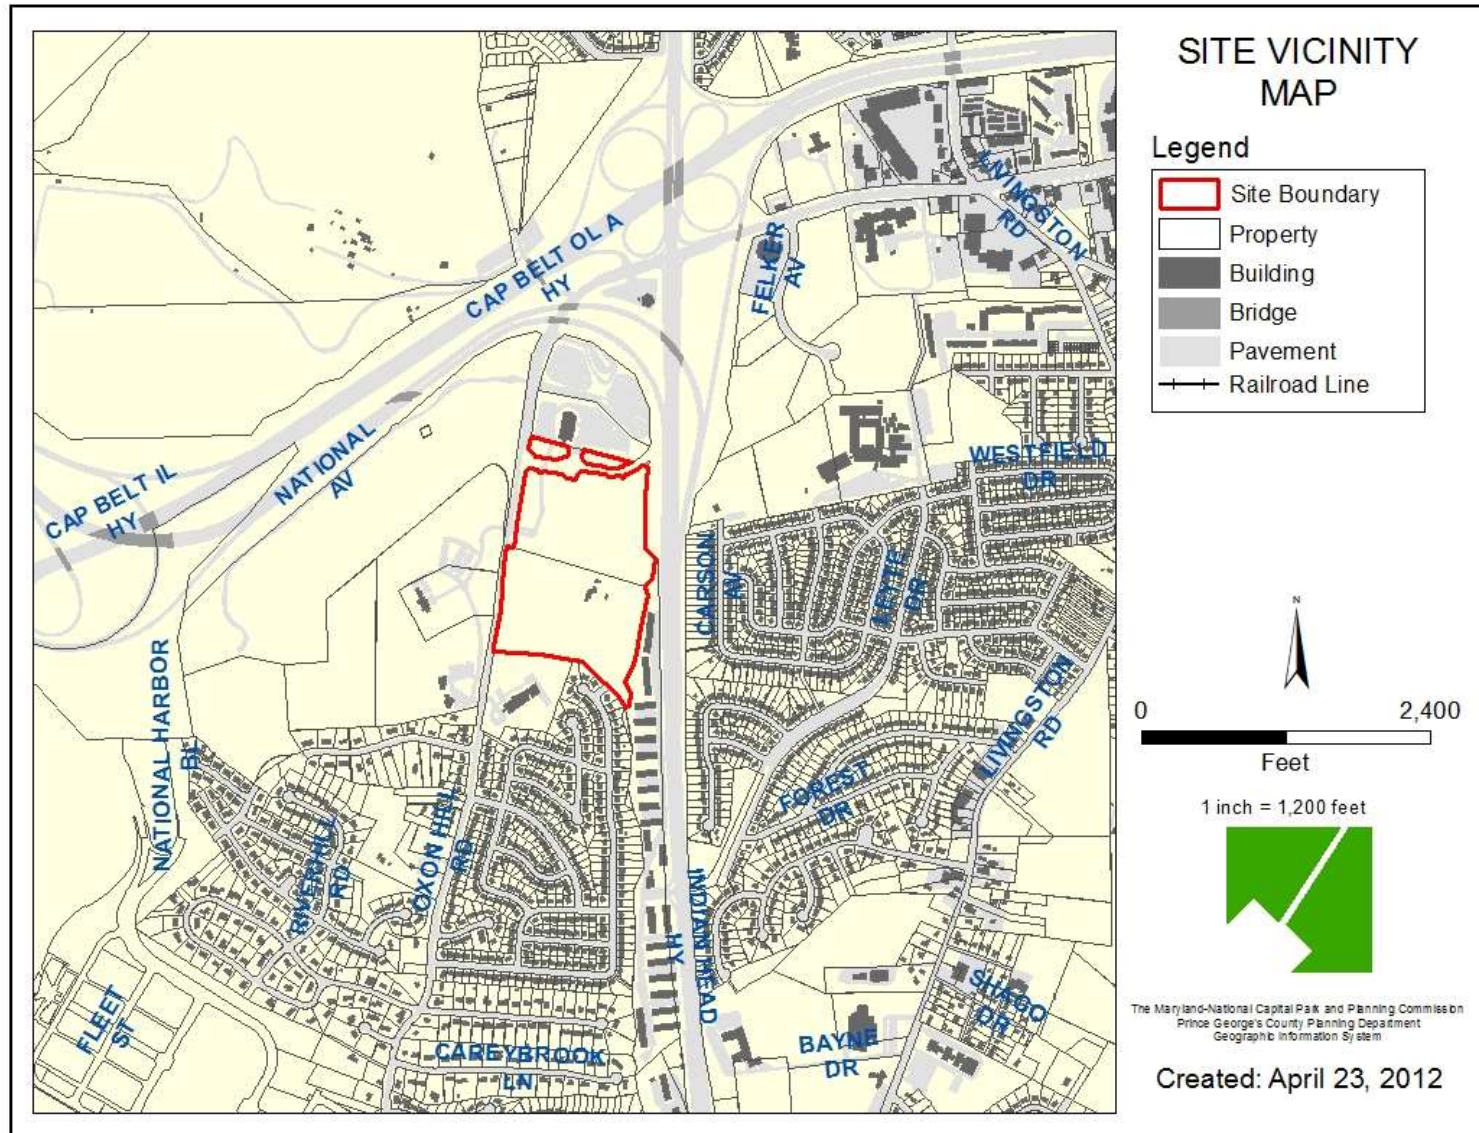 SITE VICINITY
MAP
Legend
Site Boundary
Property
Building
Bridge
Pavement
Railroad Line
CAP BELT OL A
HY
FELKER
AV
LIVINGSTON
RD
NATIONAL
AV
CAP BELT IL
HY
WESTFIELD
DR
CARSON
AV
LEYTE
DR
NATIONAL HARBOR
BL
LIVINGSTON
RD
FOREST
DR
OXON HILL
RD
RIVERHILL
RD
INDIAN HEAD
HY
FLEET
ST
CAREYBROOK
LN
BAYNE
DR
SHAGO
DR
N
0 2,400
Feet
1 inch = 1,200 feet
The Maryland-National Capital Park and Planning Commission
Prince George's County Planning Department
Geographic Information System
Created: April 23, 2012